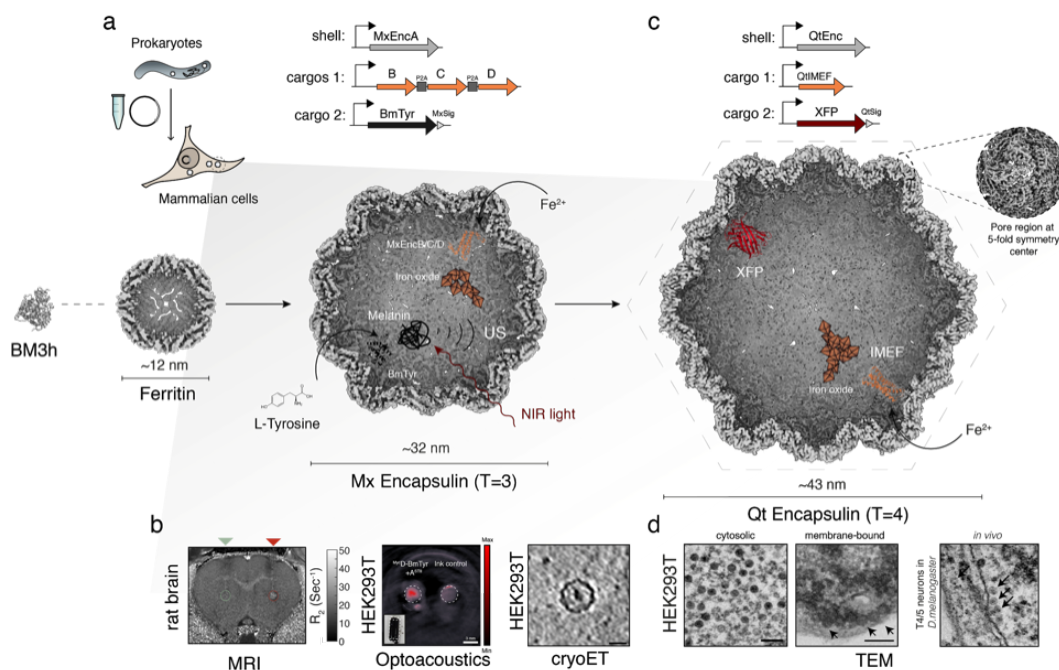 a
Prokaryotes
Mammalian cells
shell:
MxEncA
cargos 1:
B
P2A
C
P2A
D
cargo 2:
BmTyr
MxSig
c
shell:
QtEnc
cargo 1:
QtIMEF
cargo 2:
XFP
QtSig
Pore region at
5-fold symmetry
center
BM3h
~12 nm
Ferritin
Fe²⁺
MxEncB/C/D
Iron oxide
Melitnin
US
BmTyr
L-Tyrosine
NIR light
~32 nm
Mx Encapsulin (T=3)
XFP
IMEF
Iron oxide
Fe²⁺
~43 nm
Qt Encapsulin (T=4)
b
rat brain
50
40
30
20
10
0
R₂ (Sec⁻¹)
MRI
HEK293T
D-BmTyr
Ink control
Max
Min
Optoacoustics
HEK293T
cryoET
d
HEK293T
cytosolic
membrane-bound
T4/5 neurons in
D.melanogaster
in vivo
TEM